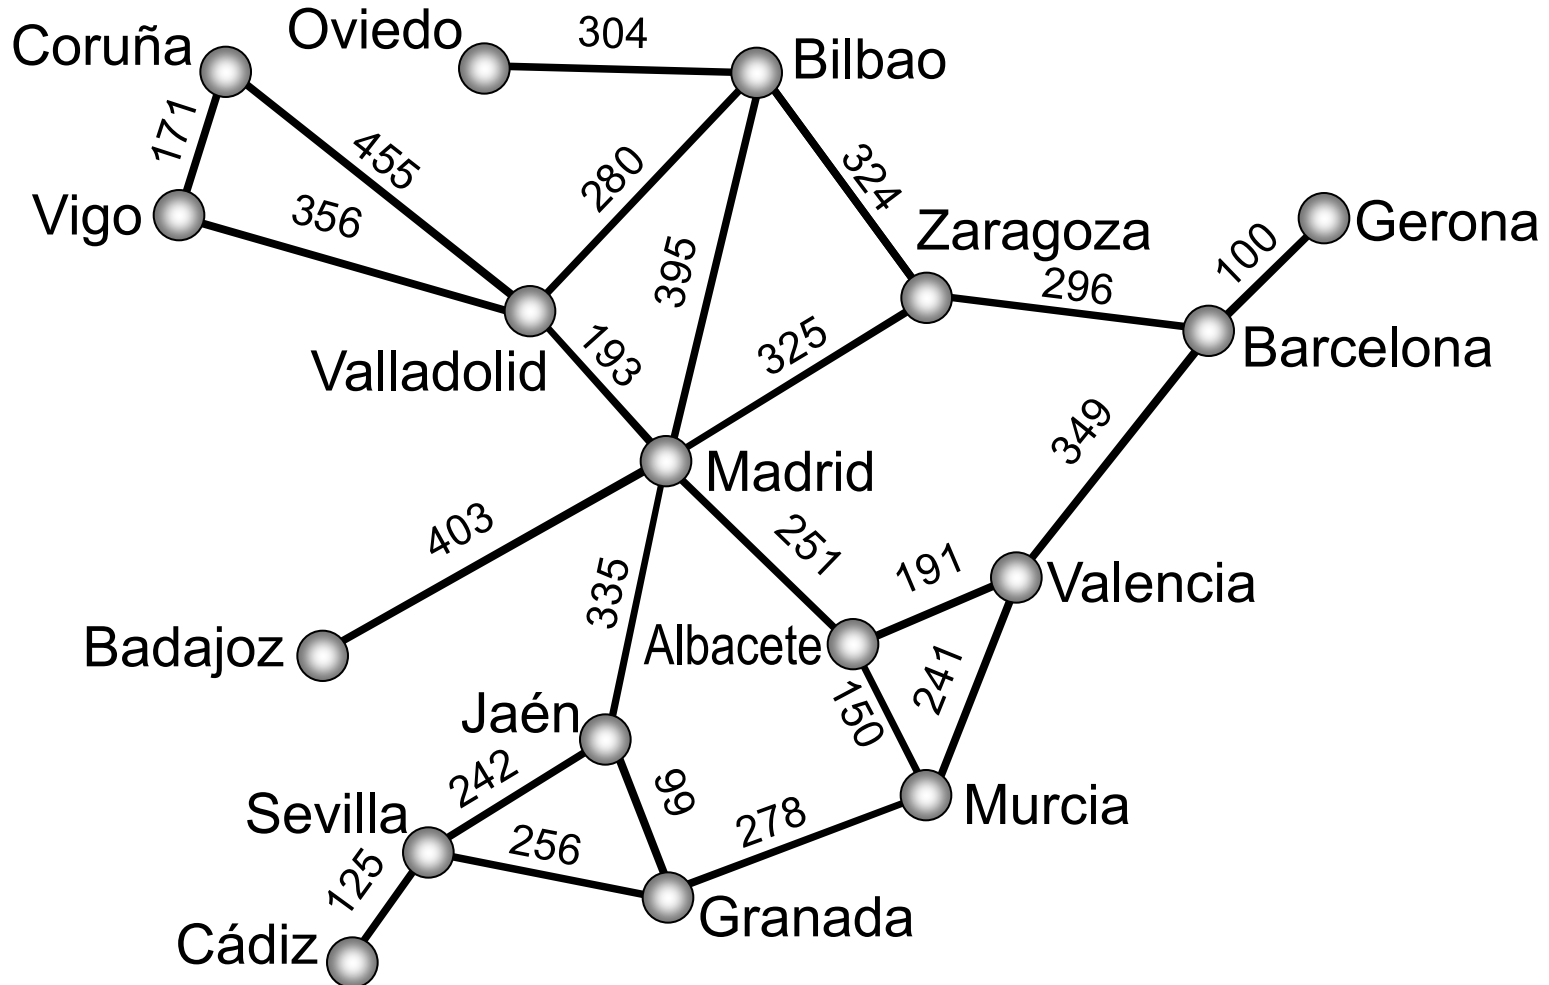 Coruña
Oviedo
304
Bilbao
171
455
280
324
Vigo
356
395
Zaragoza
Gerona
100
296
Valladolid
193
325
Barcelona
349
Madrid
403
251
335
191
Valencia
Badajoz
Albacete
241
150
Jaén
242
99
278
Murcia
Sevilla
256
125
Granada
Cádiz